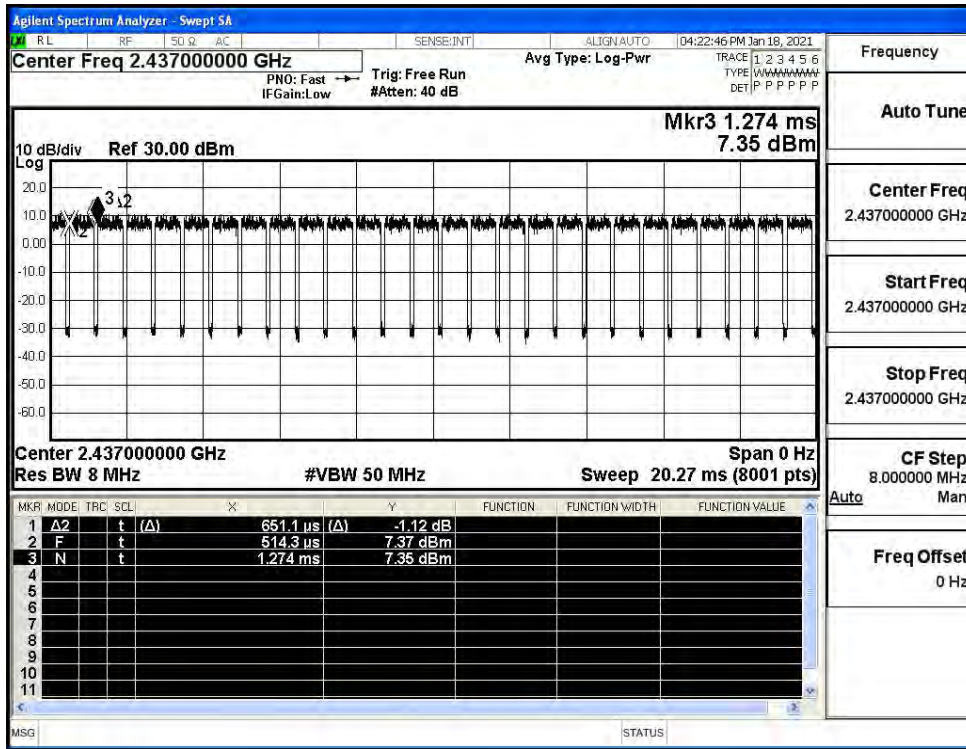 Agilent Spectrum Analyzer - Swept SA
RL RF 50 Ω AC SENSE:INT ALIGN AUTO 04:22:46 PM Jan 18, 2021
Center Freq 2.437000000 GHz Avg Type: Log-Pwr TRACE 1 2 3 4 5 6
PNO: Fast Trig: Free Run TYPE WWWWWW
IFGain:Low #Atten: 40 dB DET P P P P P P
Mkr3 1.274 ms
10 dB/div Ref 30.00 dBm 7.35 dBm
Log
20.0
10.0
0.00
-10.0
-20.0
-30.0
-40.0
-50.0
-60.0
3 Δ2
2
Center 2.437000000 GHz Span 0 Hz
Res BW 8 MHz #VBW 50 MHz Sweep 20.27 ms (8001 pts)
MKR MODE TRC SCL X Y FUNCTION FUNCTION WIDTH FUNCTION VALUE
1 Δ2 t (Δ) 651.1 µs (Δ) -1.12 dB
2 F t 514.3 µs 7.37 dBm
3 N t 1.274 ms 7.35 dBm
4
5
6
7
8
9
10
11
MSG STATUS
Frequency
Auto Tune
Center Freq
2.437000000 GHz
Start Freq
2.437000000 GHz
Stop Freq
2.437000000 GHz
CF Step
8.000000 MHz
Auto Man
Freq Offset
0 Hz